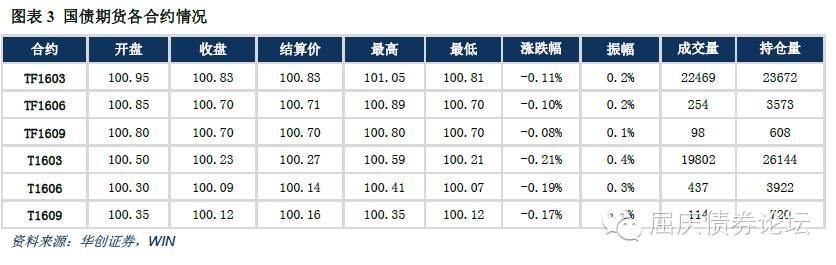 图表 3 国债期货各合约情况
合约 开盘 收盘 结算价 最高 最低 涨跌幅 振幅 成交量 持仓量
TF1603 100.95 100.83 100.83 101.05 100.81 -0.11% 0.2% 22469 23672
TF1606 100.85 100.70 100.71 100.89 100.70 -0.10% 0.2% 254 3573
TF1609 100.80 100.70 100.70 100.80 100.70 -0.08% 0.1% 98 608
T1603 100.50 100.23 100.27 100.59 100.21 -0.21% 0.4% 19802 26144
T1606 100.30 100.09 100.14 100.41 100.07 -0.19% 0.3% 437 3922
T1609 100.35 100.12 100.16 100.35 100.12 -0.17% 114 720
屈庆债券论坛
资料来源：华创证券，WIN